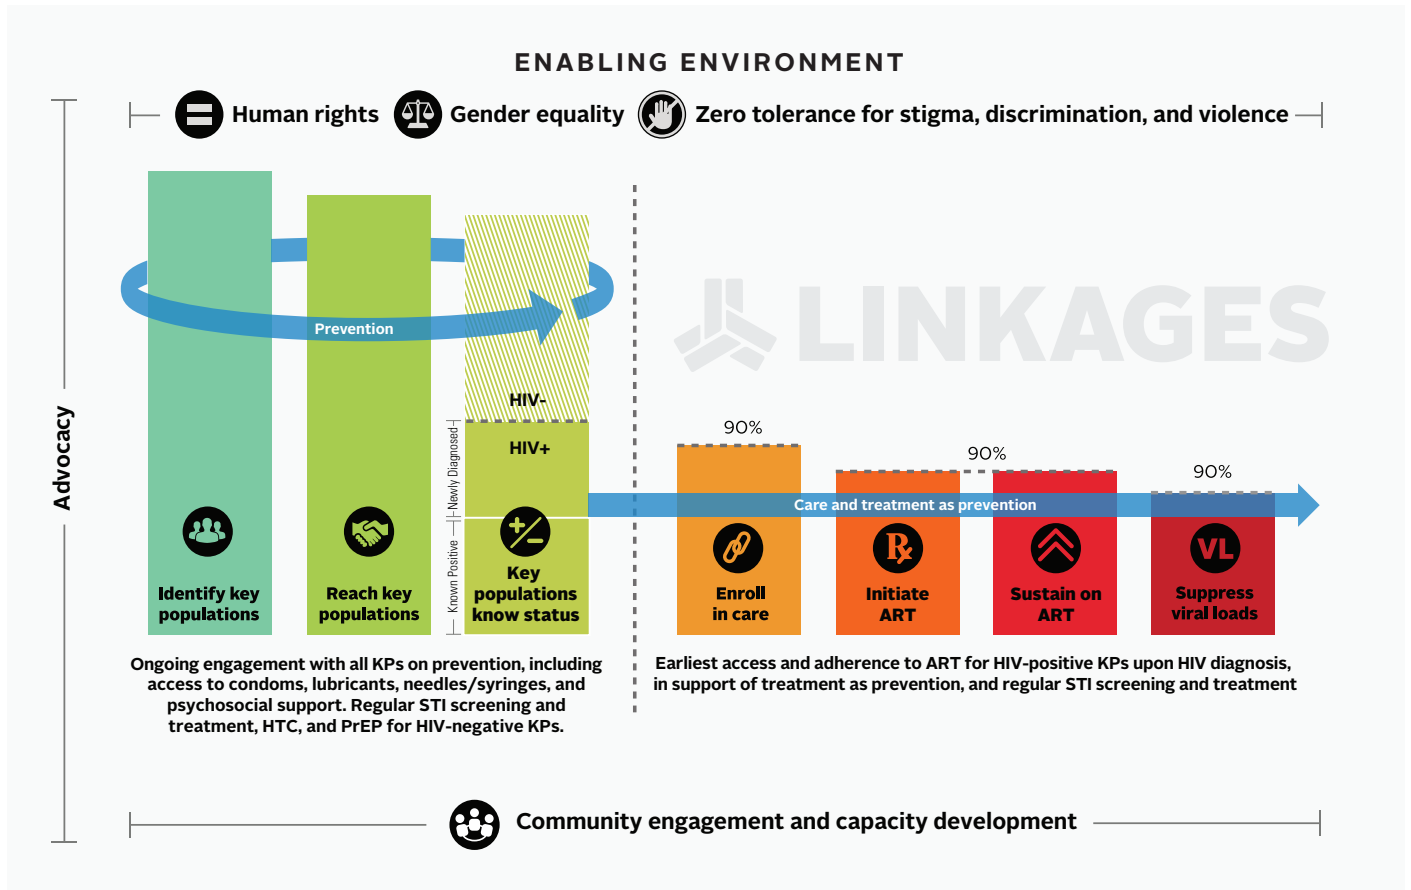 ENABLING ENVIRONMENT
Human rights
Gender equality
Zero tolerance for stigma, discrimination, and violence
Advocacy
LINKAGES
Prevention
HIV-
HIV+
Newly Diagnosed
Known Positive
Identify key
populations
Reach key
populations
Key
populations
know status
90%
90%
90%
Care and treatment as prevention
Enroll
in care
Rx
Initiate
ART
Sustain on
ART
VL
Suppress
viral loads
Ongoing engagement with all KPs on prevention, including
access to condoms, lubricants, needles/syringes, and
psychosocial support. Regular STI screening and
treatment, HTC, and PrEP for HIV-negative KPs.
Earliest access and adherence to ART for HIV-positive KPs upon HIV diagnosis,
in support of treatment as prevention, and regular STI screening and treatment
Community engagement and capacity development